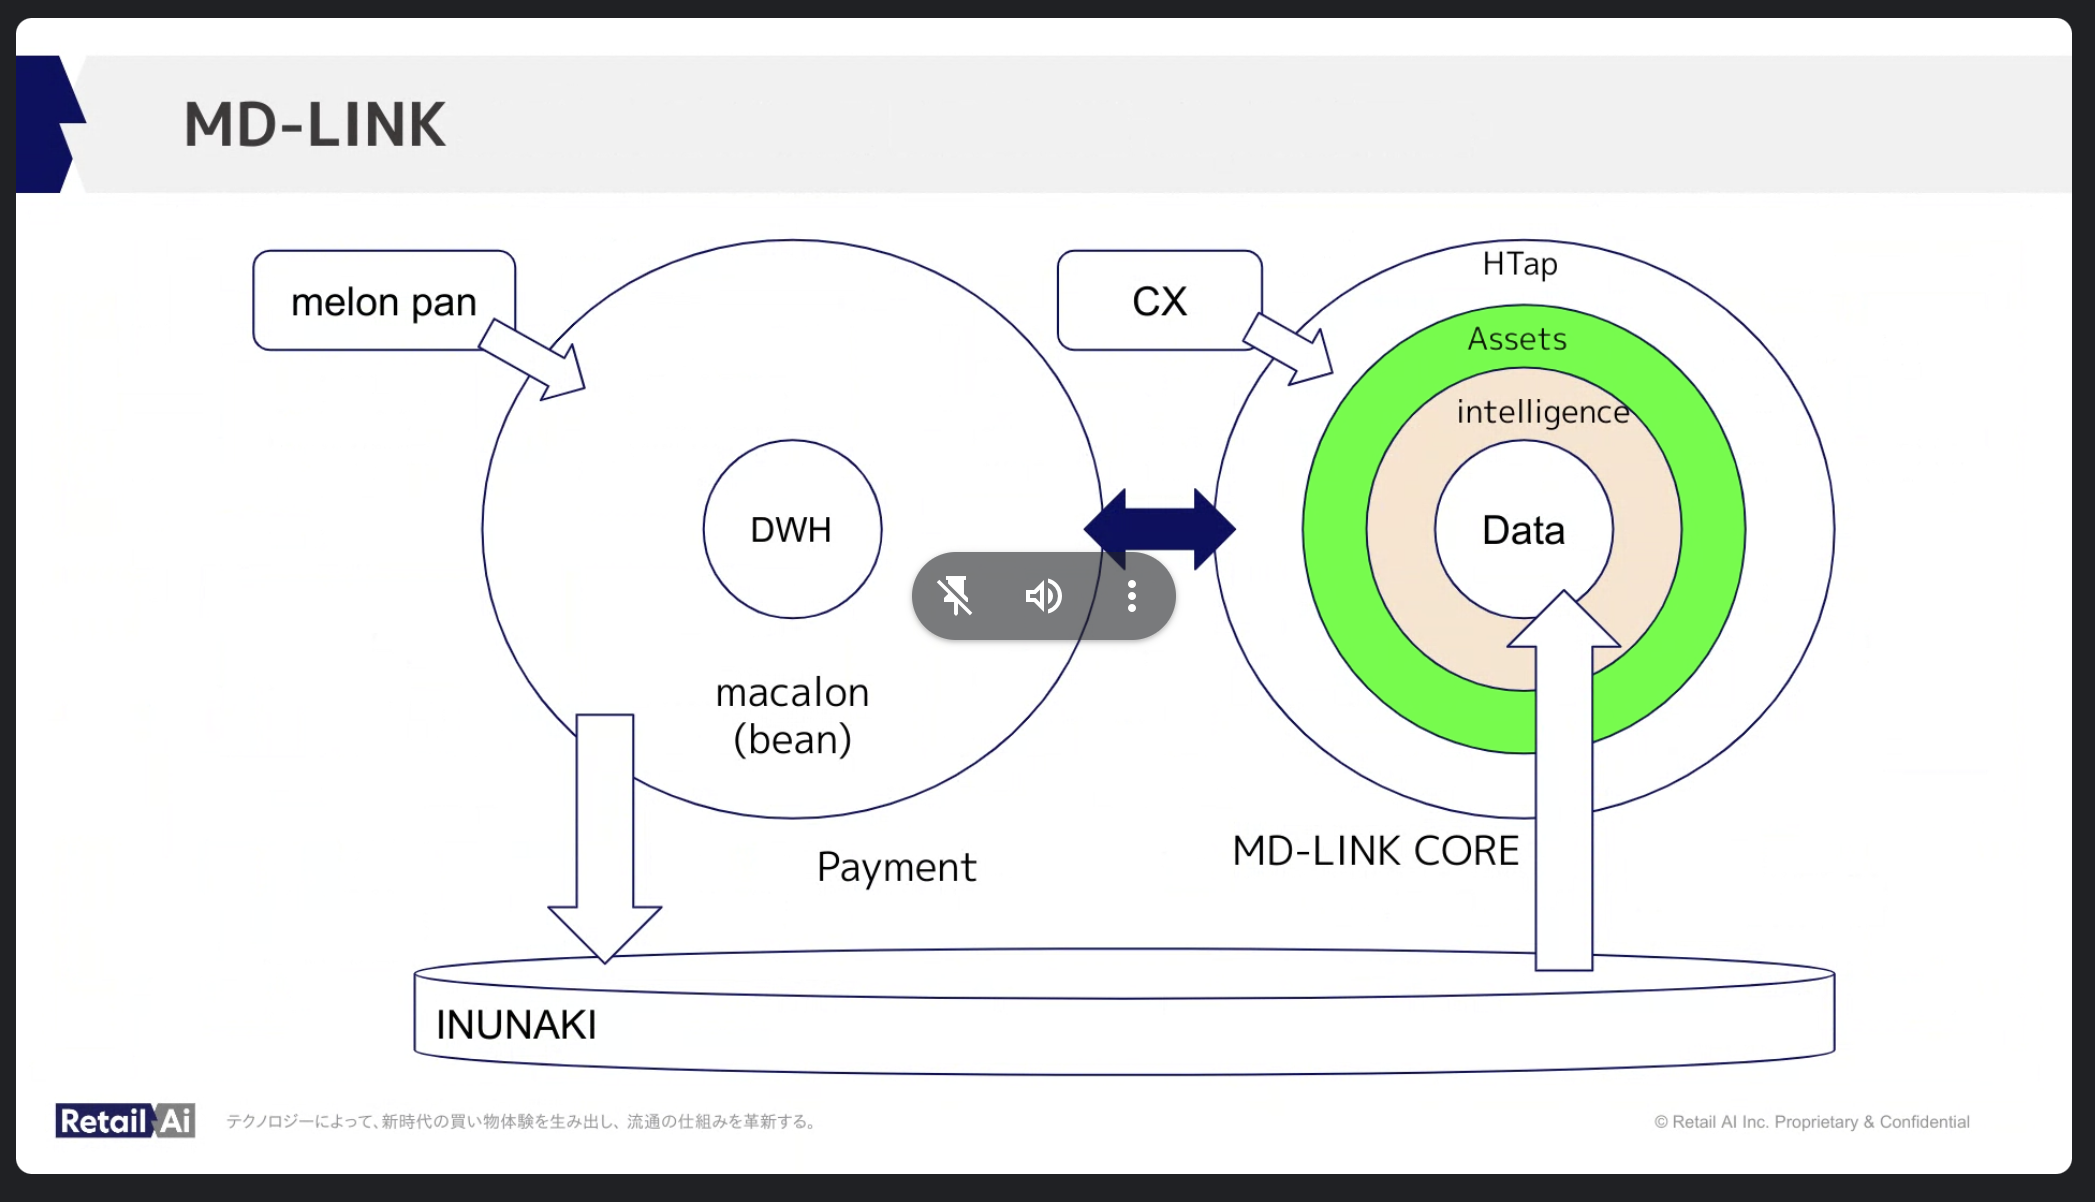 MD-LINK
melon pan
CX
HTap
Assets
intelligence
DWH
Data
macalon
(bean)
Payment
MD-LINK CORE
INUNAKI
Retail Ai
テクノロジーによって、新時代の買い物体験を生み出し、流通の仕組みを革新する。
© Retail AI Inc. Proprietary & Confidential